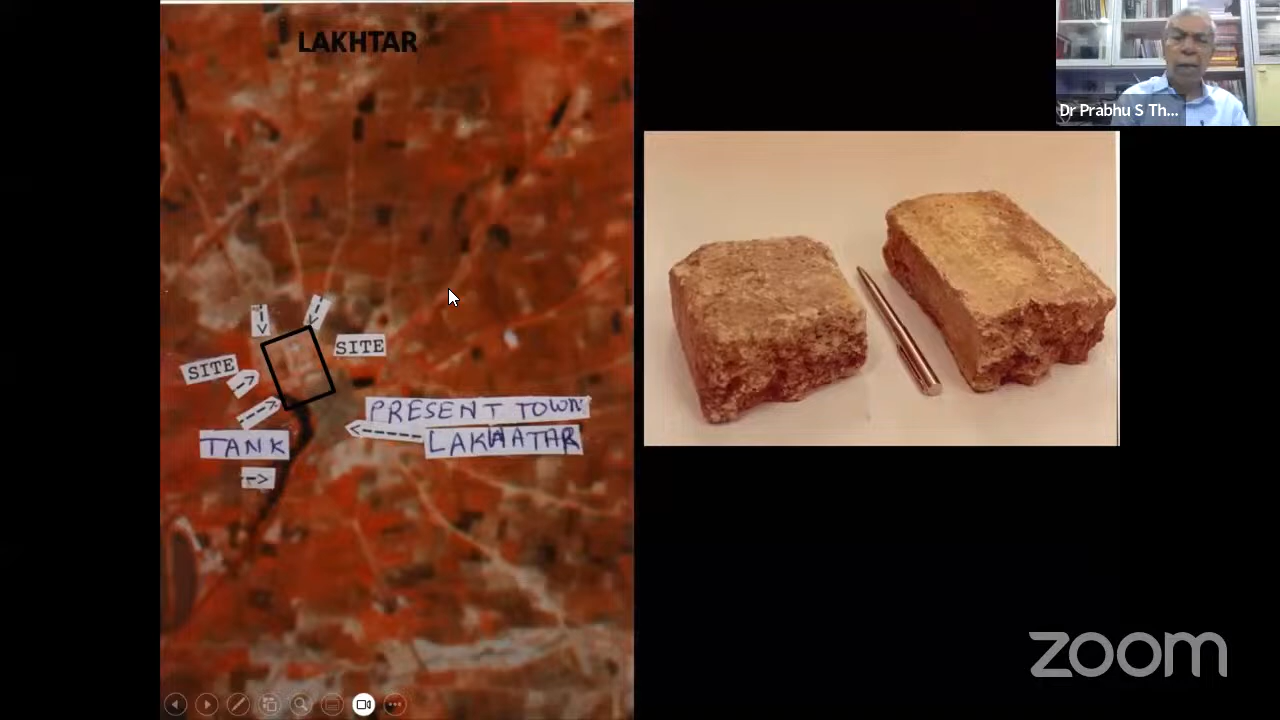 LAKHTAR
Dr Prabhu S Th...
SITE
SITE
PRESENT TOWN
LAKHATAR
TANK
zoom